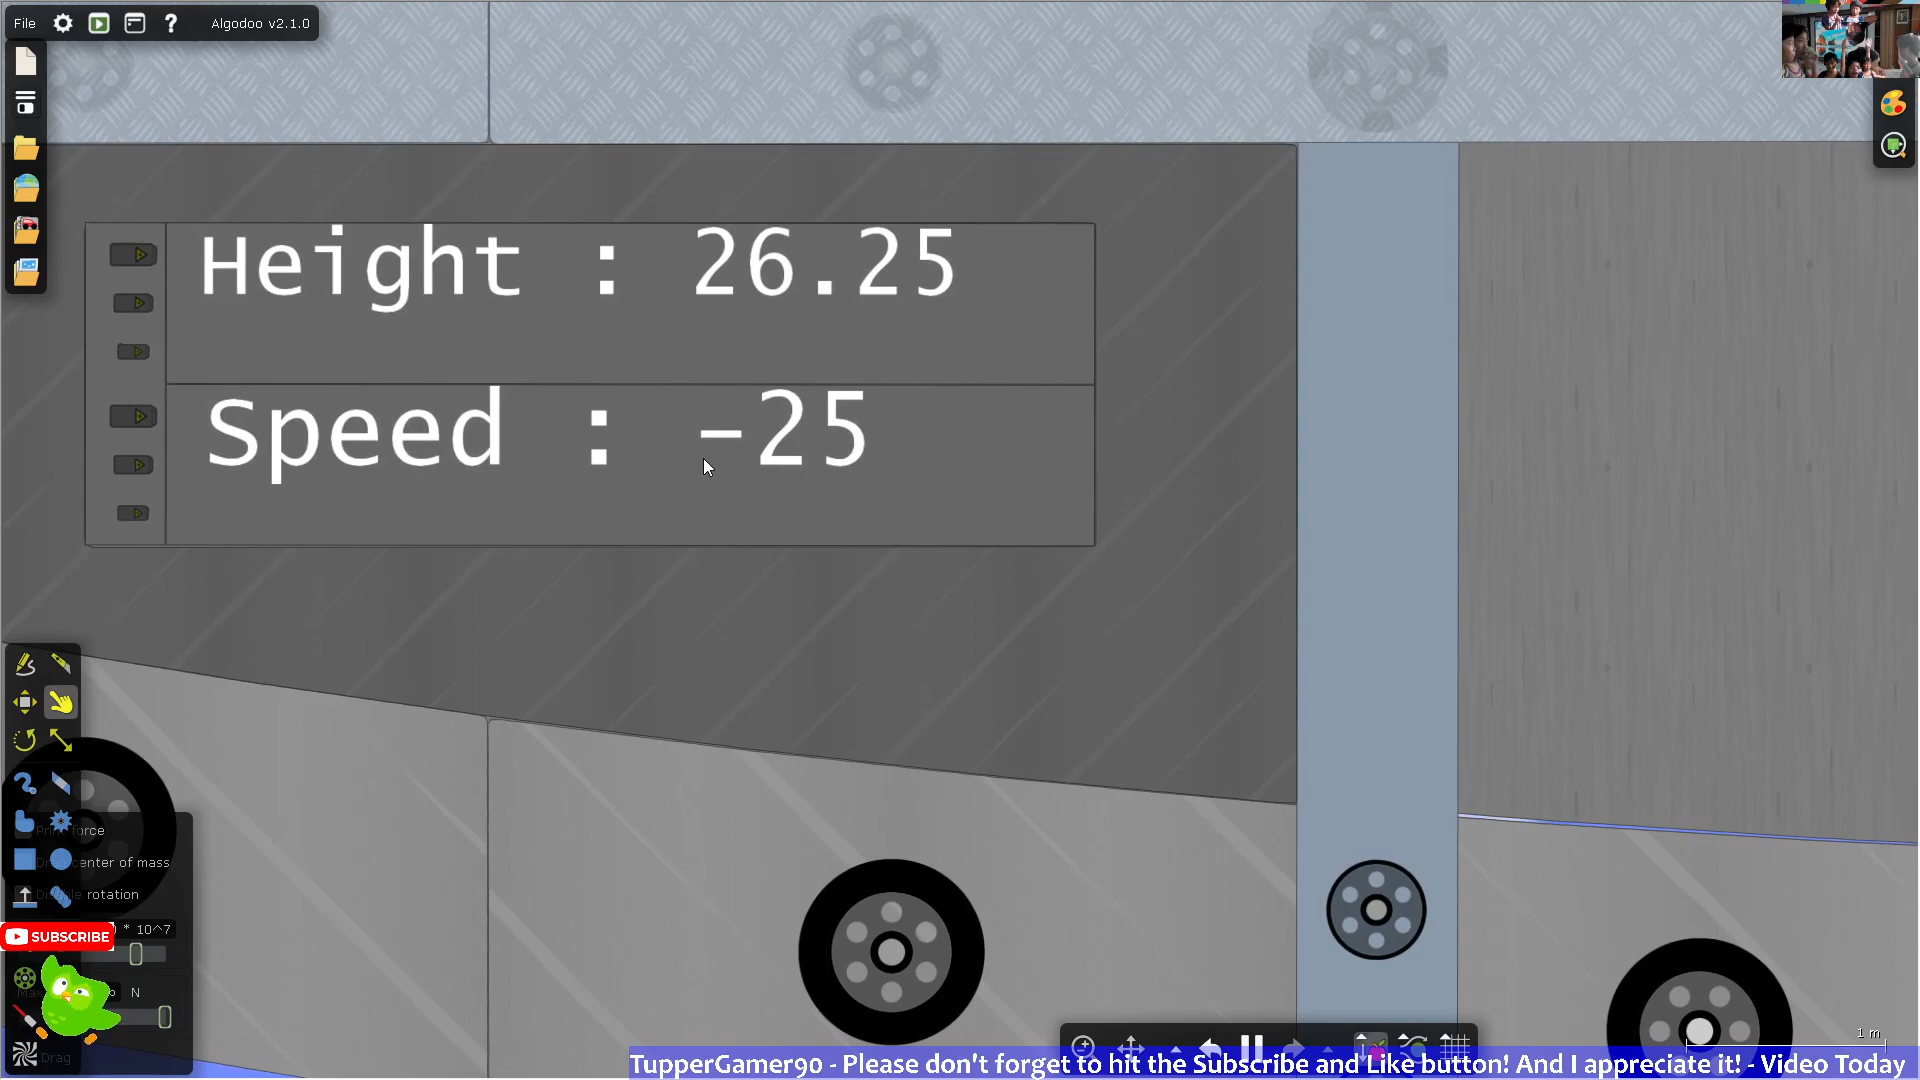 File
Algodoo v2.1.0
Height : 26.25
Speed : -25
force
center of mass
rotation
* 10^7
SUBSCRIBE
N
Drag
1 m
TupperGamer90 - Please don't forget to hit the Subscribe and Like button! And I appreciate it! - Video Today